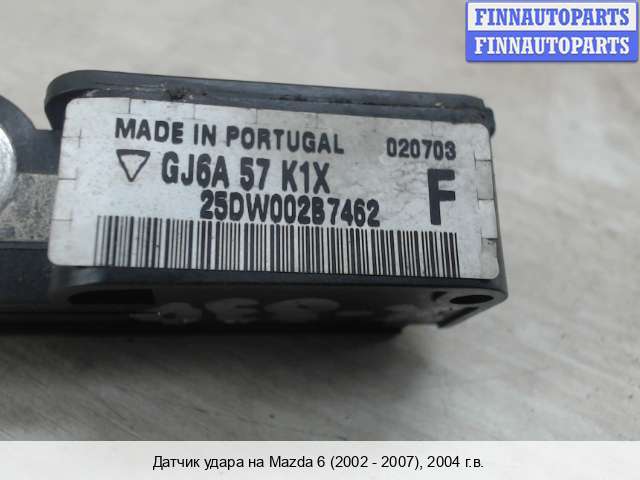 FINNAUTOPARTS
FINNAUTOPARTS
MADE IN PORTUGAL 020703
GJ6A 57 K1X
F
25DW002B7462
Датчик удара на Mazda 6 (2002 - 2007), 2004 г.в.